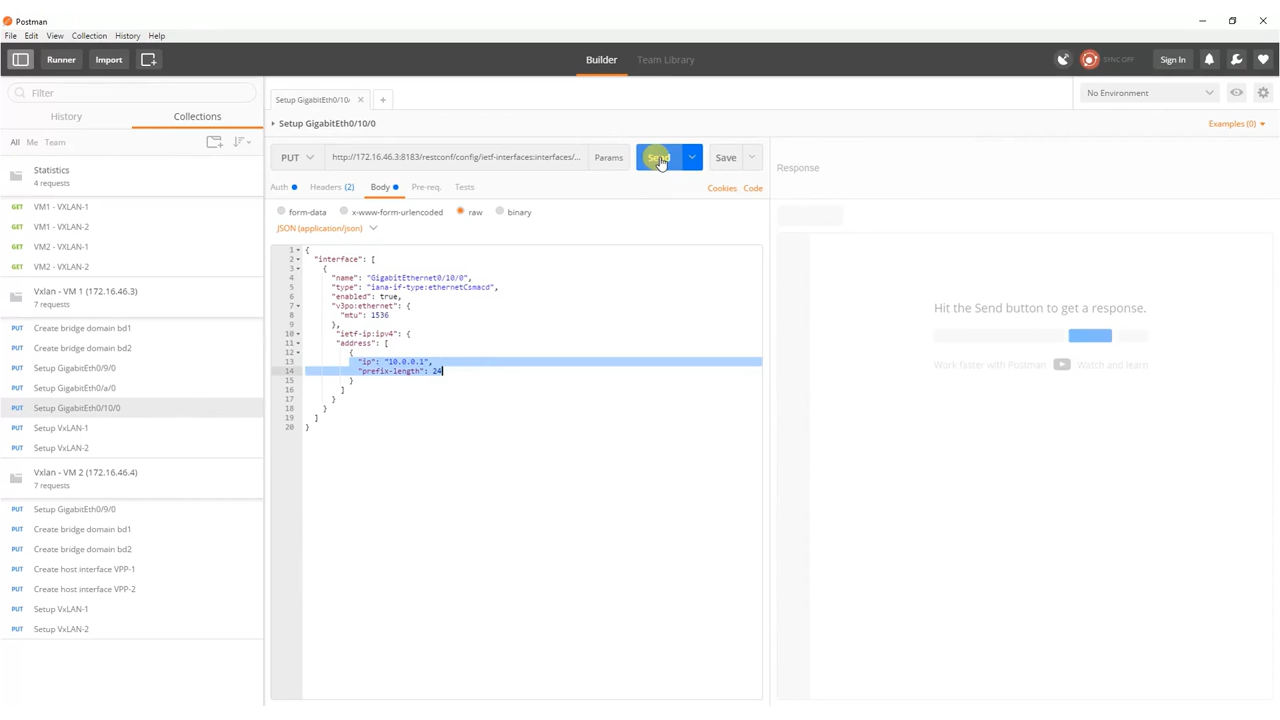 Postman
File Edit View Collection History Help
Runner Import Builder Team Library SYNC OFF Sign In
Filter
History Collections
All Me Team
Statistics
4 requests
GET VM1 - VXLAN-1
GET VM1 - VXLAN-2
GET VM2 - VXLAN-1
GET VM2 - VXLAN-2
Vxlan - VM 1 (172.16.46.3)
7 requests
PUT Create bridge domain bd1
PUT Create bridge domain bd2
PUT Setup GigabitEth0/9/0
PUT Setup GigabitEth0/a/0
PUT Setup GigabitEth0/10/0
PUT Setup VxLAN-1
PUT Setup VxLAN-2
Vxlan - VM 2 (172.16.46.4)
7 requests
PUT Setup GigabitEth0/9/0
PUT Create bridge domain bd1
PUT Create bridge domain bd2
PUT Create host interface VPP-1
PUT Create host interface VPP-2
PUT Setup VxLAN-1
PUT Setup VxLAN-2
Setup GigabitEth0/10/ No Environment
Setup GigabitEth0/10/0 Examples (0)
PUT http://172.16.46.3:8183/restconf/config/ietf-interfaces:interfaces/... Params Send Save
Auth Headers (2) Body Pre-req. Tests Cookies Code
form-data x-www-form-urlencoded raw binary
JSON (application/json)
1 {
2 "interface": [
3 {
4 "name": "GigabitEthernet0/10/0",
5 "type": "iana-if-type:ethernetCsmacd",
6 "enabled": true,
7 "v3po:ethernet": {
8 "mtu": 1536
9 },
10 "ietf-ip:ipv4": {
11 "address": [
12 {
13 "ip": "10.0.0.1",
14 "prefix-length": 24
15 }
16 ]
17 }
18 }
19 ]
20 }
Response
Hit the Send button to get a response.
Work faster with Postman Watch and learn